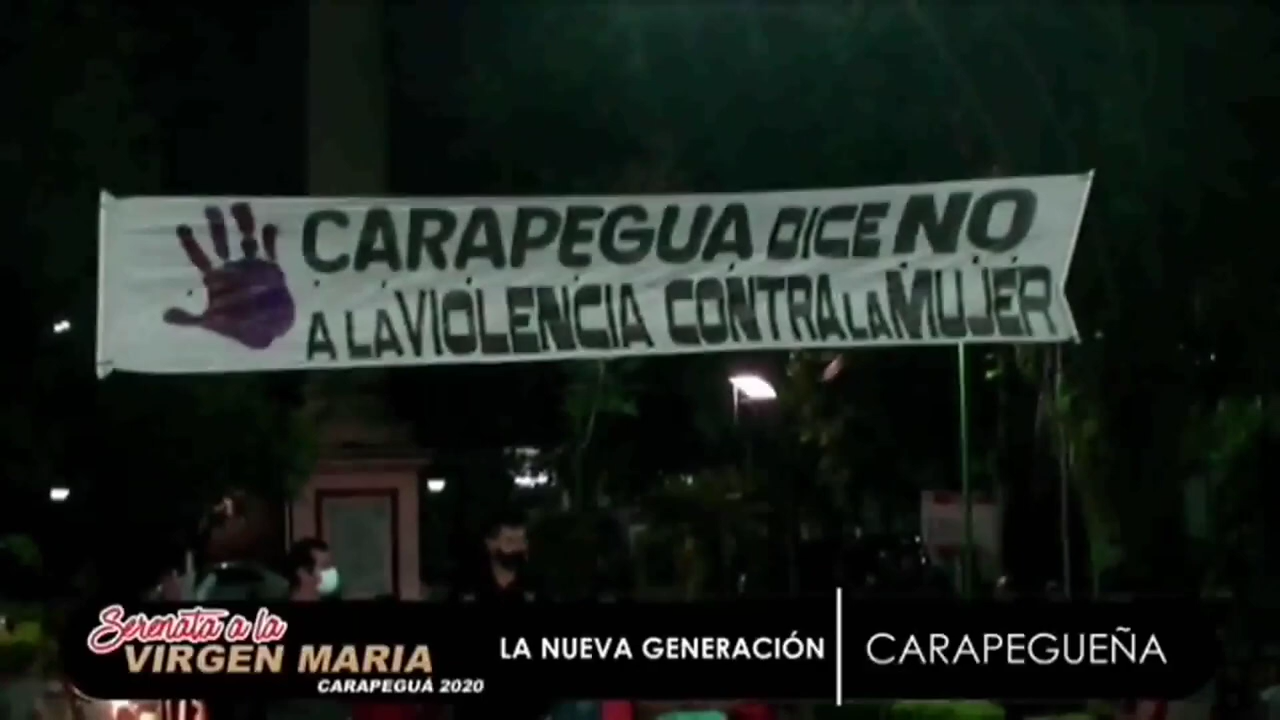 CARAPEGUA DICE NO
A LA VIOLENCIA CONTRA LA MUJER
Serenata a la
VIRGEN MARIA
CARAPEGUÁ 2020
LA NUEVA GENERACIÓN
CARAPEGUEÑA